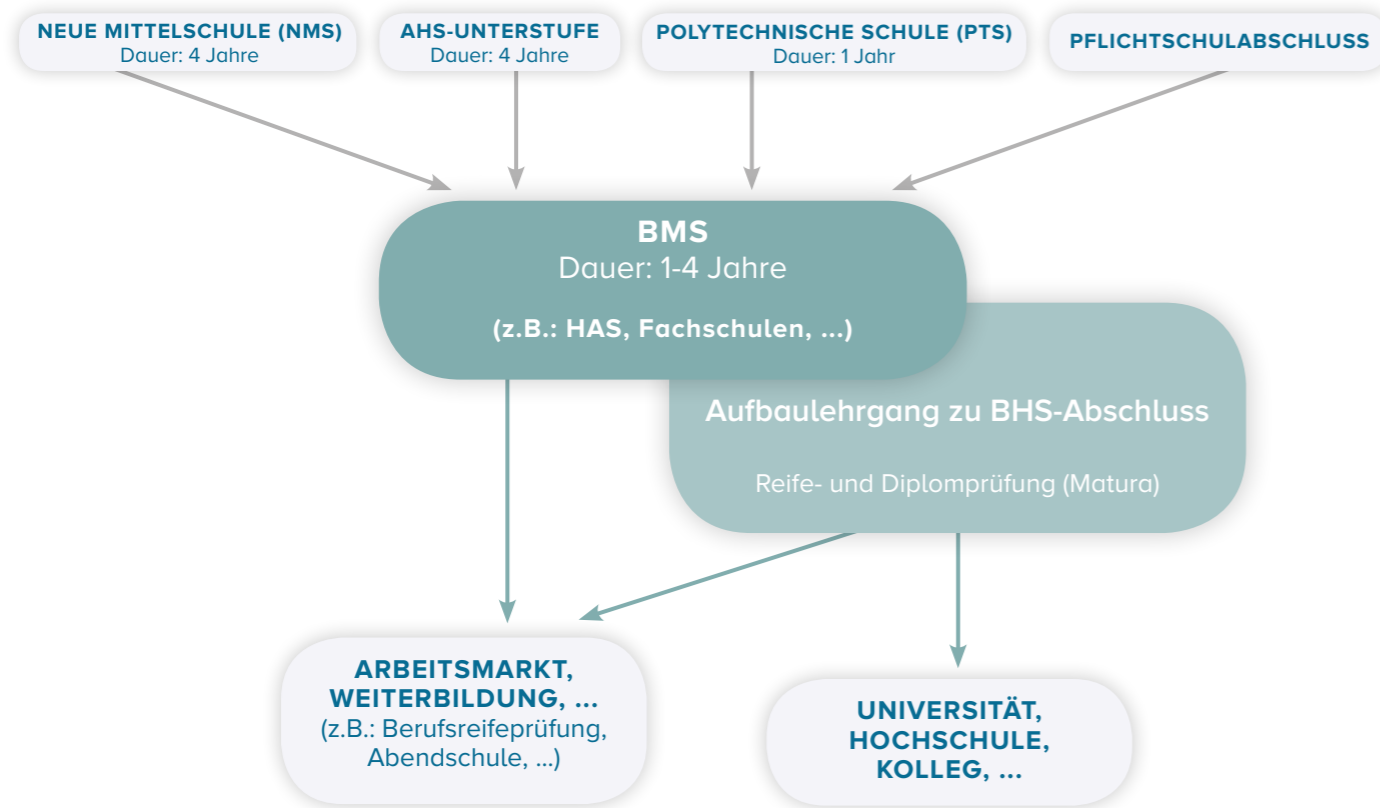 NEUE MITTELSCHULE (NMS)
Dauer: 4 Jahre
AHS-UNTERSTUFE
Dauer: 4 Jahre
POLYTECHNISCHE SCHULE (PTS)
Dauer: 1 Jahr
PFLICHTSCHULABSCHLUSS
BMS
Dauer: 1-4 Jahre
(z.B.: HAS, Fachschulen, ...)
Aufbaulehrgang zu BHS-Abschluss
Reife- und Diplomprüfung (Matura)
ARBEITSMARKT,
WEITERBILDUNG, ...
(z.B.: Berufsreifeprüfung,
Abendschule, ...)
UNIVERSITÄT,
HOCHSCHULE,
KOLLEG, ...